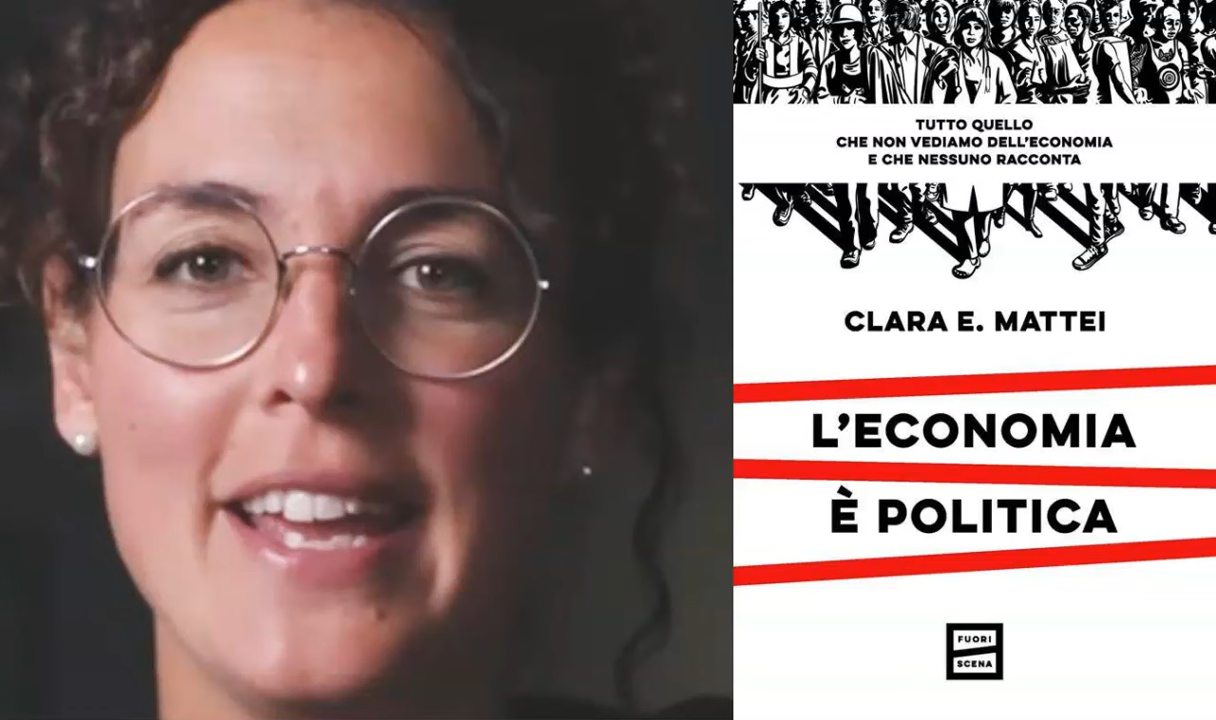 TUTTO QUELLO
CHE NON VEDIAMO DELL'ECONOMIA
E CHE NESSUNO RACCONTA
CLARA E. MATTEI
L'ECONOMIA
È POLITICA
FUORI
SCENA